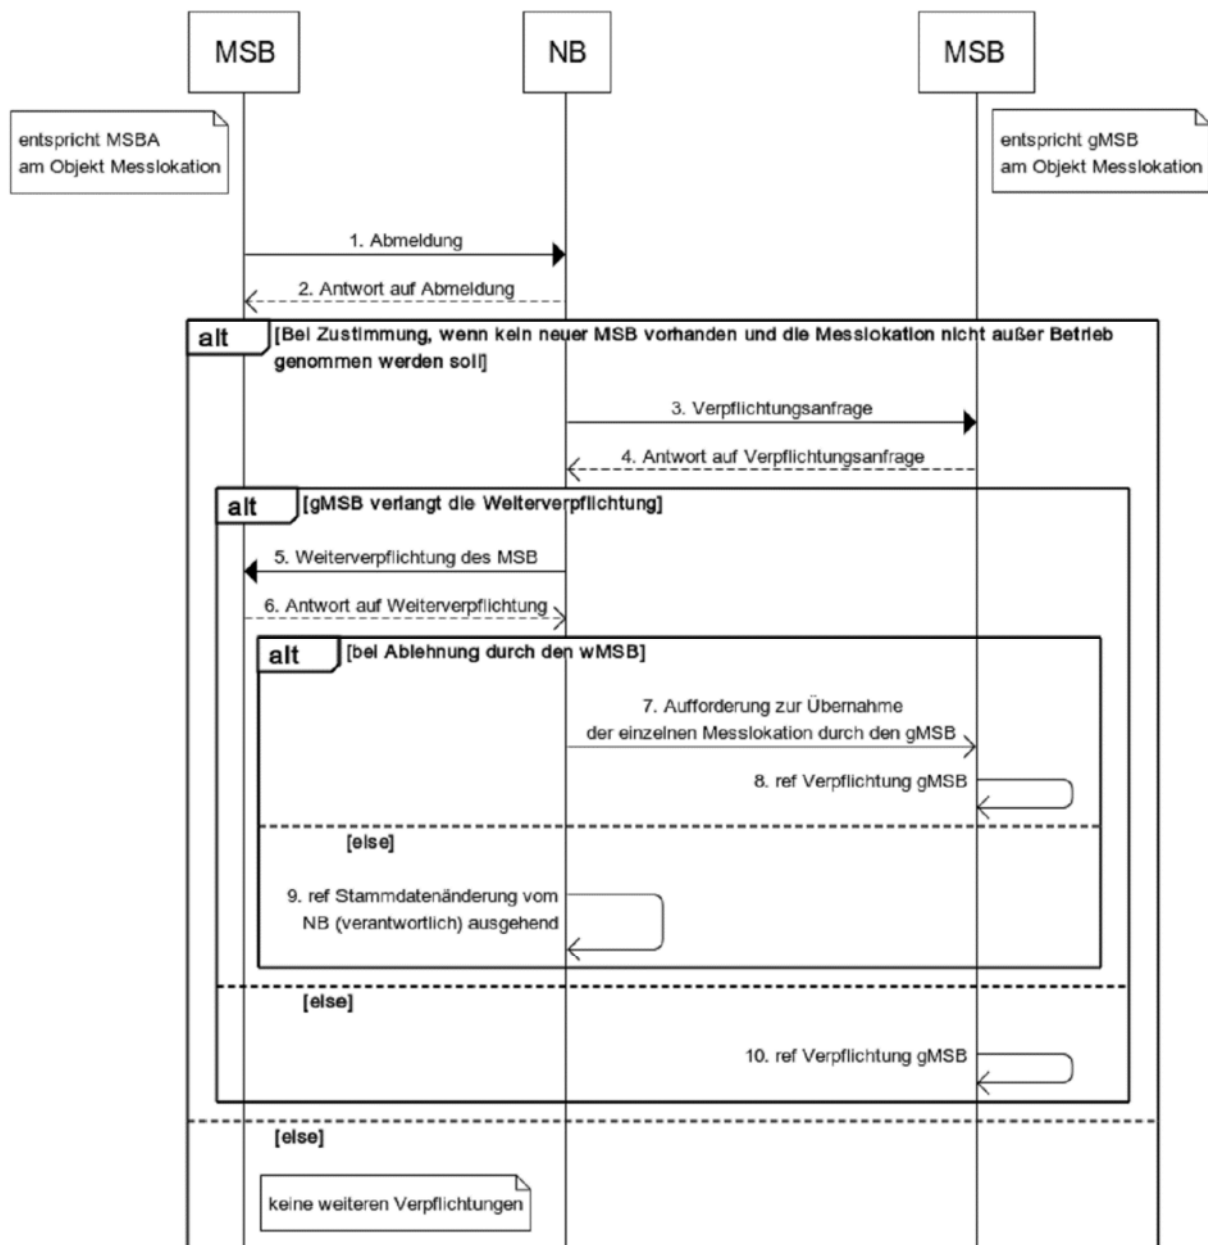 MSB
NB
MSB
entspricht MSBA
am Objekt Messlokation
entspricht gMSB
am Objekt Messlokation
1. Abmeldung
2. Antwort auf Abmeldung
alt
[Bei Zustimmung, wenn kein neuer MSB vorhanden und die Messlokation nicht außer Betrieb
genommen werden soll]
3. Verpflichtungsanfrage
4. Antwort auf Verpflichtungsanfrage
alt
[gMSB verlangt die Weiterverpflichtung]
5. Weiterverpflichtung des MSB
6. Antwort auf Weiterverpflichtung
alt
[bei Ablehnung durch den wMSB]
7. Aufforderung zur Übernahme
der einzelnen Messlokation durch den gMSB
8. ref Verpflichtung gMSB
[else]
9. ref Stammdatenänderung vom
NB (verantwortlich) ausgehend
[else]
10. ref Verpflichtung gMSB
[else]
keine weiteren Verpflichtungen